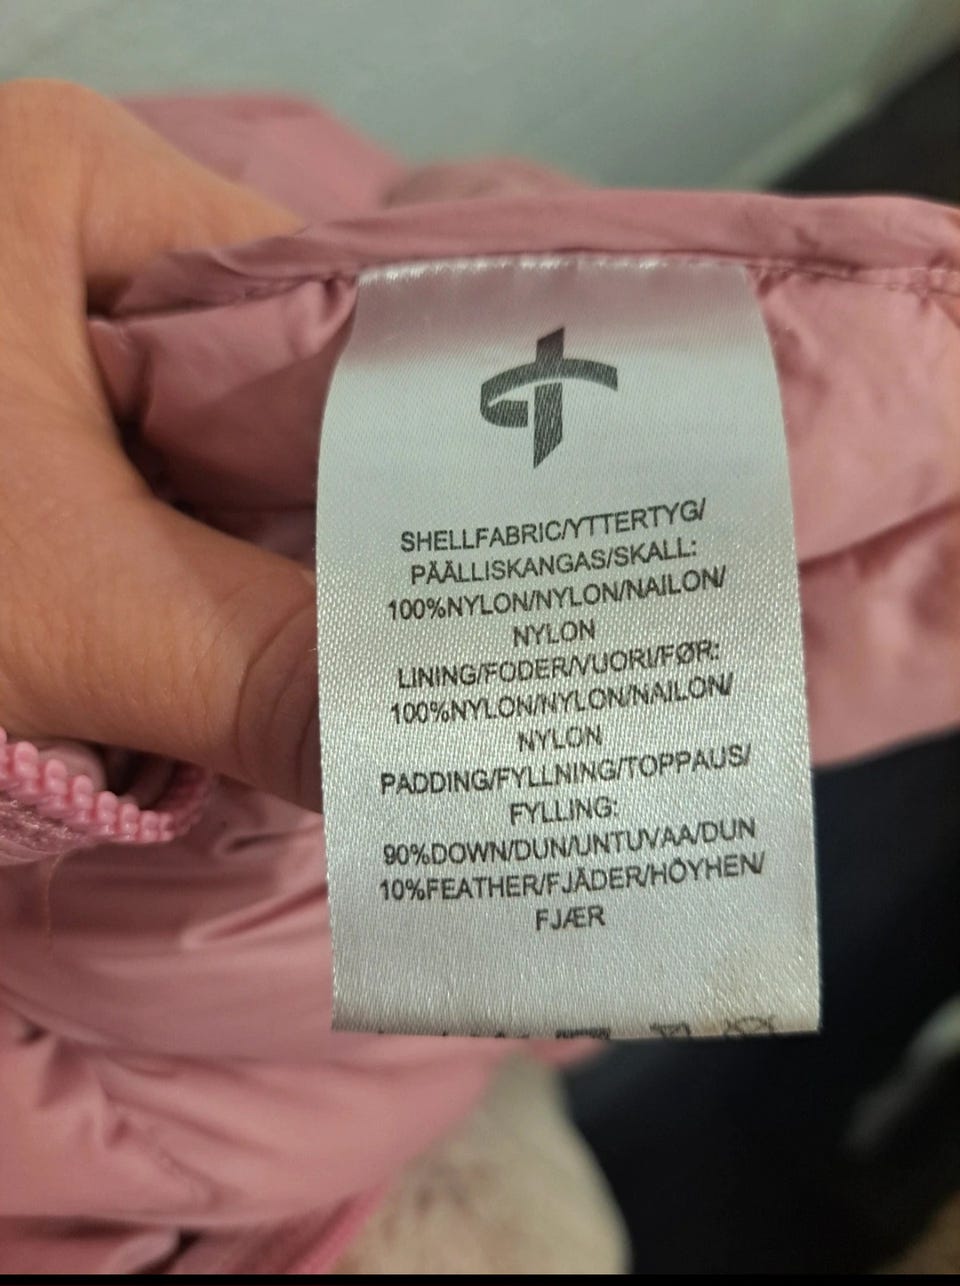 SHELLFABRIC/YTTERTYG/
PÄÄLLISKANGAS/SKALL:
100%NYLON/NYLON/NAILON/
NYLON
LINING/FODER/VUORI/FØR:
100%NYLON/NYLON/NAILON/
NYLON
PADDING/FYLLNING/TOPPAUS/
FYLLING:
90%DOWN/DUN/UNTUVAA/DUN
10%FEATHER/FJÄDER/HÖYHEN/
FJÆR